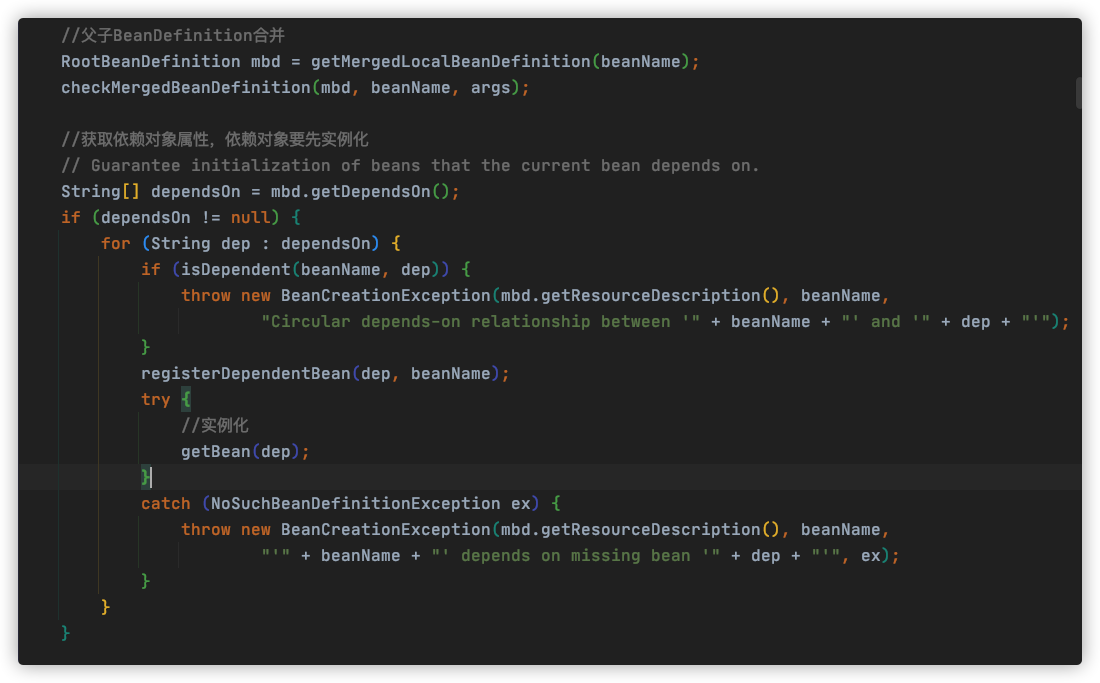 //父子BeanDefinition合并
RootBeanDefinition mbd = getMergedLocalBeanDefinition(beanName);
checkMergedBeanDefinition(mbd, beanName, args);
//获取依赖对象属性，依赖对象要先实例化
// Guarantee initialization of beans that the current bean depends on.
String[] dependsOn = mbd.getDependsOn();
if (dependsOn != null) {
for (String dep : dependsOn) {
if (isDependent(beanName, dep)) {
throw new BeanCreationException(mbd.getResourceDescription(), beanName,
"Circular depends-on relationship between '" + beanName + "' and '" + dep + "'");
}
registerDependentBean(dep, beanName);
try {
//实例化
getBean(dep);
}
catch (NoSuchBeanDefinitionException ex) {
throw new BeanCreationException(mbd.getResourceDescription(), beanName,
"'" + beanName + "' depends on missing bean '" + dep + "'", ex);
}
}
}